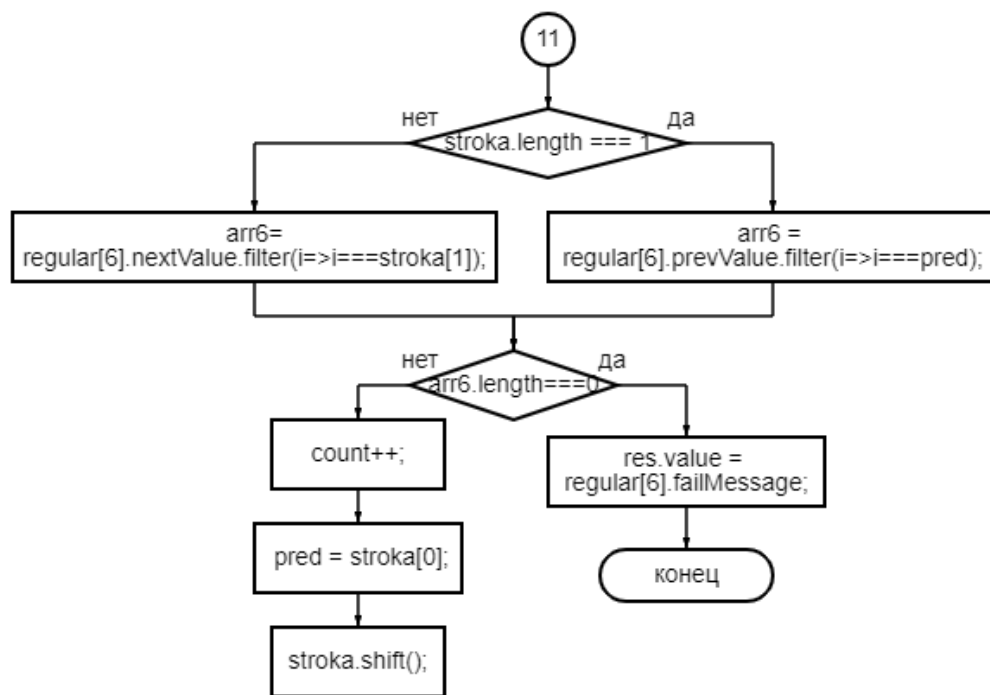 11
нет
да
stroka.length === 1
arr6=
regular[6].nextValue.filter(i=>i===stroka[1]);
arr6 =
regular[6].prevValue.filter(i=>i===pred);
нет
да
arr6.length===0
count++;
res.value =
regular[6].failMessage;
pred = stroka[0];
конец
stroka.shift();